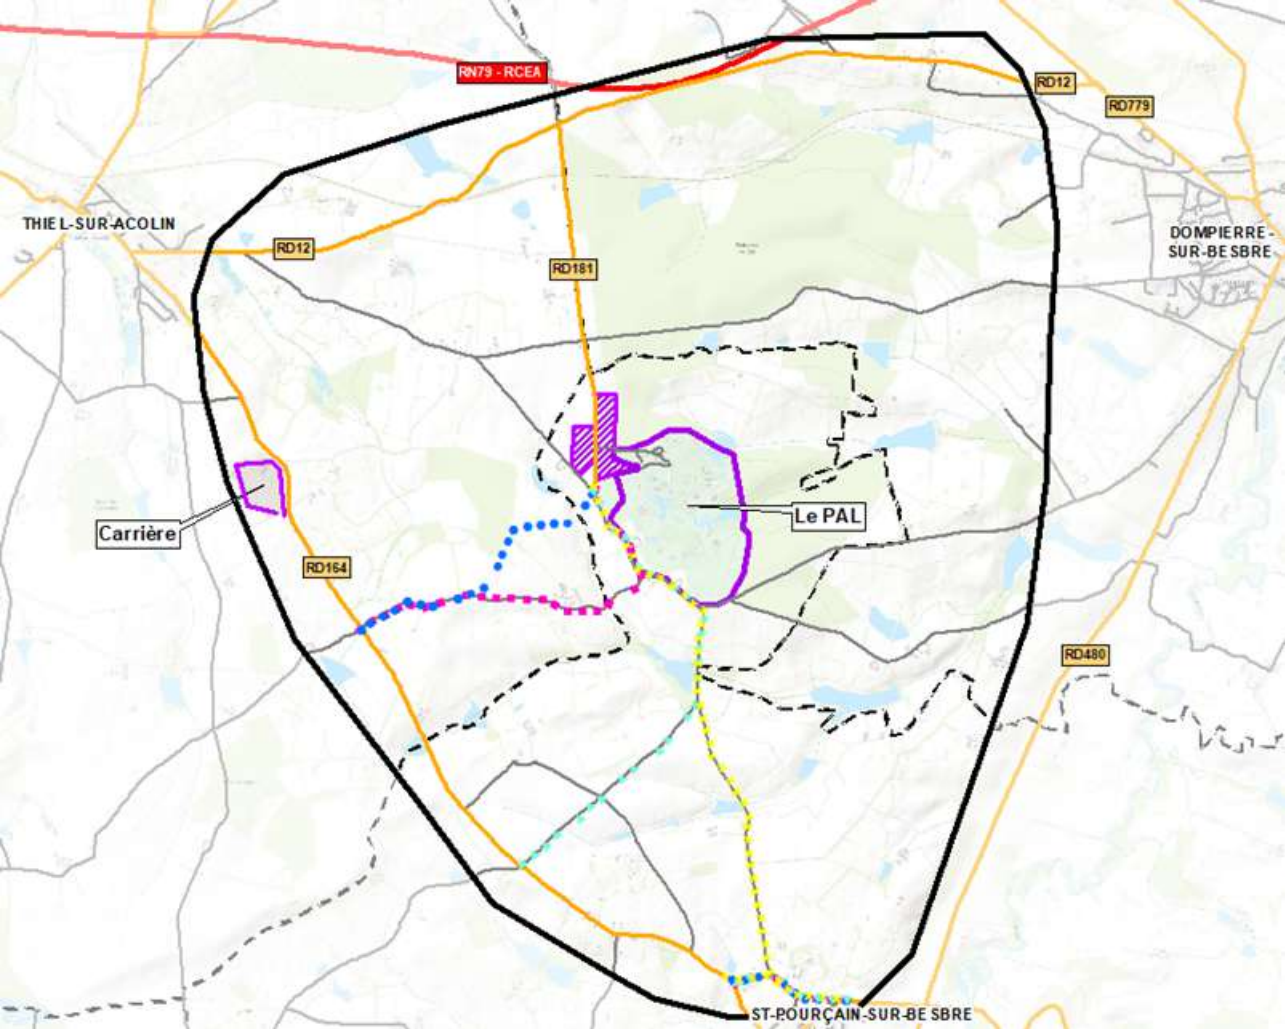 RN79 - RCEA
RD12
RD779
THIEL-SUR-ACOLIN
RD12
DOMPIERRE-
SUR-BESBRE
RD181
Le PAL
Carrière
RD164
RD480
ST-POURÇAIN-SUR-BESBRE